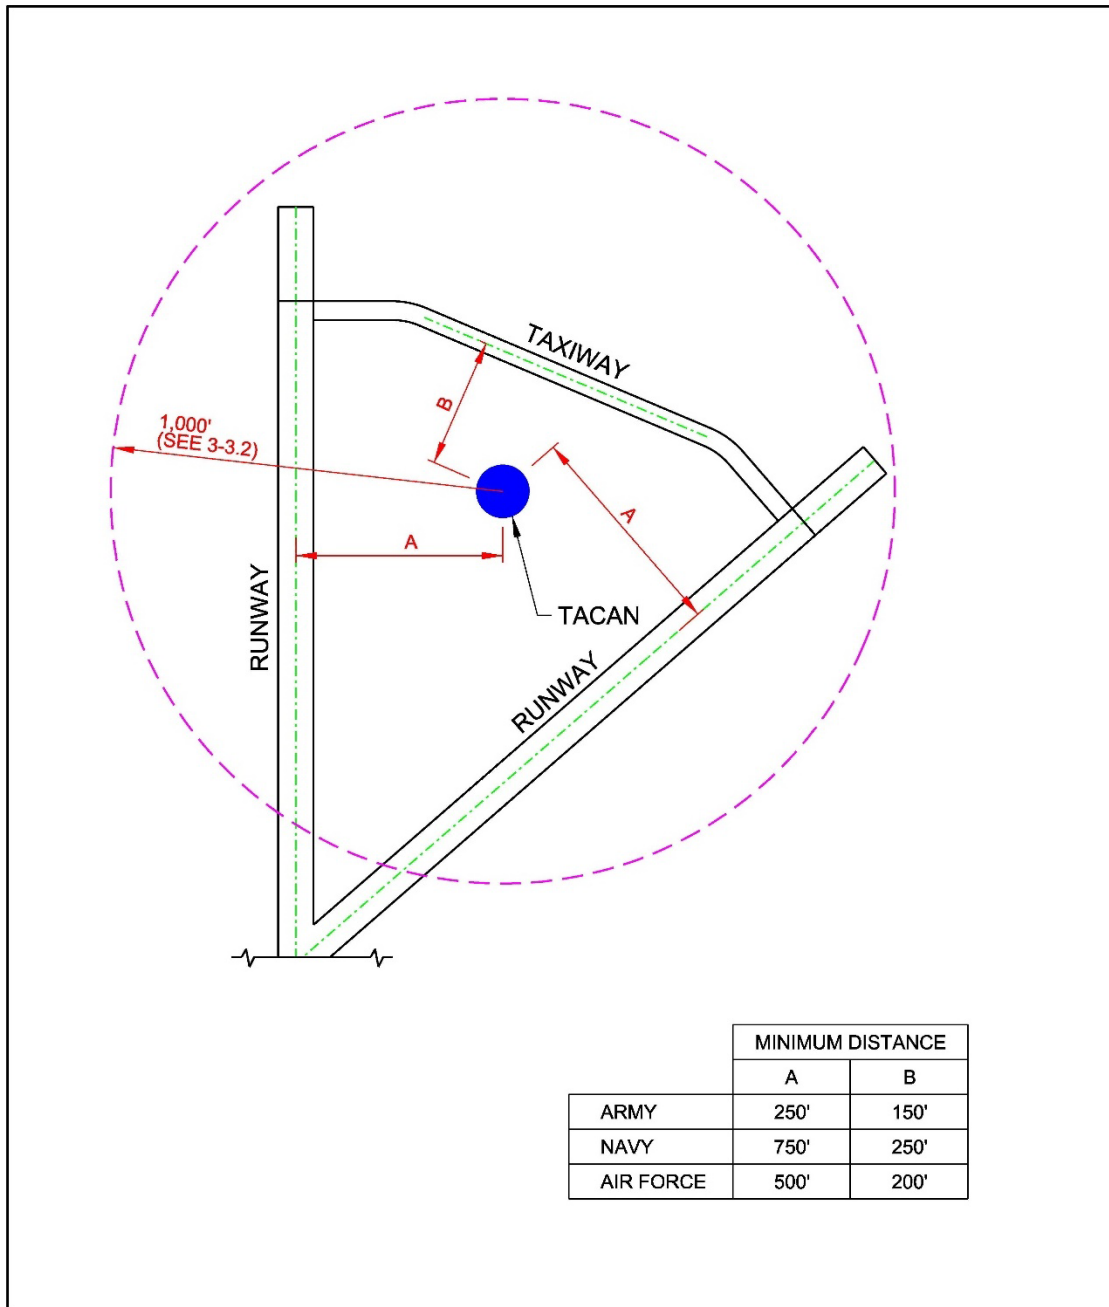 TAXIWAY
B
1,000'
(SEE 3-3.2)
A
A
RUNWAY
TACAN
RUNWAY
MINIMUM DISTANCE
A B
ARMY 250' 150'
NAVY 750' 250'
AIR FORCE 500' 200'